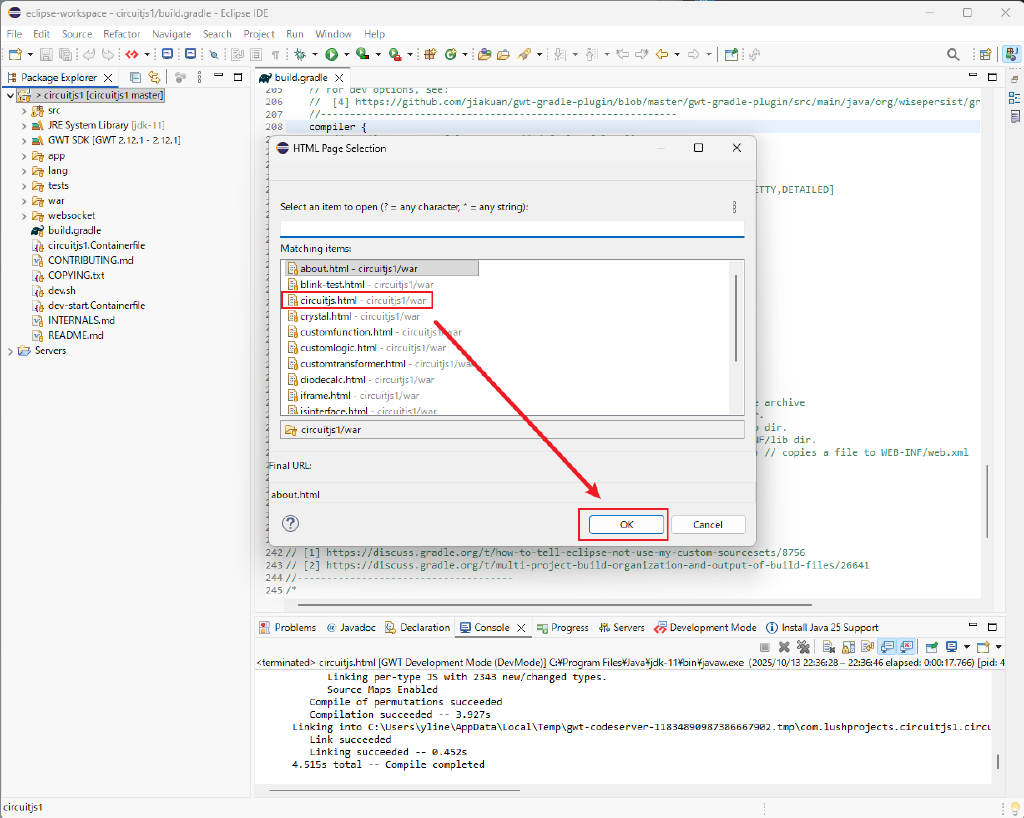 eclipse-workspace - circuitjs1/build.gradle - Eclipse IDE
File Edit Source Refactor Navigate Search Project Run Window Help
Package Explorer
> circuitjs1 [circuitjs1 master]
src
JRE System Library [jdk-11]
GWT SDK [GWT 2.12.1 - 2.12.1]
app
lang
tests
war
websocket
build.gradle
circuitjs1.Containerfile
CONTRIBUTING.md
COPYING.txt
dev.sh
dev-start.Containerfile
INTERNALS.md
README.md
Servers
build.gradle
205 // for dev options, see:
206 // [4] https://github.com/jiakuan/gwt-gradle-plugin/blob/master/gwt-gradle-plugin/src/main/java/org/wisepersist/gr
207 //----------------------------------------------------------
208 compiler {
ETTY,DETAILED]
archive
r.
o dir.
NF/lib dir.
) // copies a file to WEB-INF/web.xml
242 // [1] https://discuss.gradle.org/t/how-to-tell-eclipse-not-use-my-custom-sourcesets/8756
243 // [2] https://discuss.gradle.org/t/multi-project-build-organization-and-output-of-build-files/26641
244 //-----------------------------------
245 /*
HTML Page Selection
Select an item to open (? = any character, * = any string):
Matching items:
about.html - circuitjs1/war
blink-test.html - circuitjs1/war
circuitjs.html - circuitjs1/war
crystal.html - circuitjs1/war
customfunction.html - circuitjs1/war
customlogic.html - circuitjs1/war
customtransformer.html - circuitjs1/war
diodecalc.html - circuitjs1/war
iframe.html - circuitjs1/war
jsinterface.html - circuitjs1/war
circuitjs1/war
Final URL:
about.html
OK Cancel
Problems Javadoc Declaration Console Progress Servers Development Mode Install Java 25 Support
<terminated> circuitjs.html [GWT Development Mode (DevMode)] C:¥Program Files¥Java¥jdk-11¥bin¥javaw.exe (2025/10/13 22:36:28 – 22:36:46 elapsed: 0:00:17.766) [pid: 4
Linking per-type JS with 2343 new/changed types.
Source Maps Enabled
Compile of permutations succeeded
Compilation succeeded -- 3.927s
Linking into C:\Users\yline\AppData\Local\Temp\gwt-codeserver-11834890987386667902.tmp\com.lushprojects.circuitjs1.circu
Link succeeded
Linking succeeded -- 0.452s
4.515s total -- Compile completed
circuitjs1